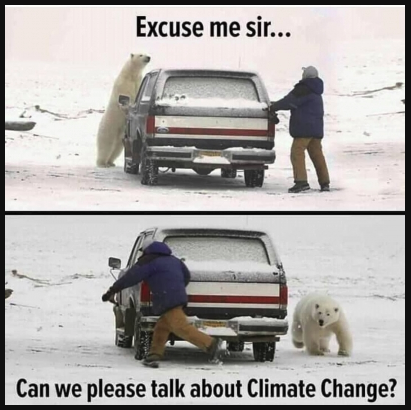 Excuse me sir...
Can we please talk about Climate Change?